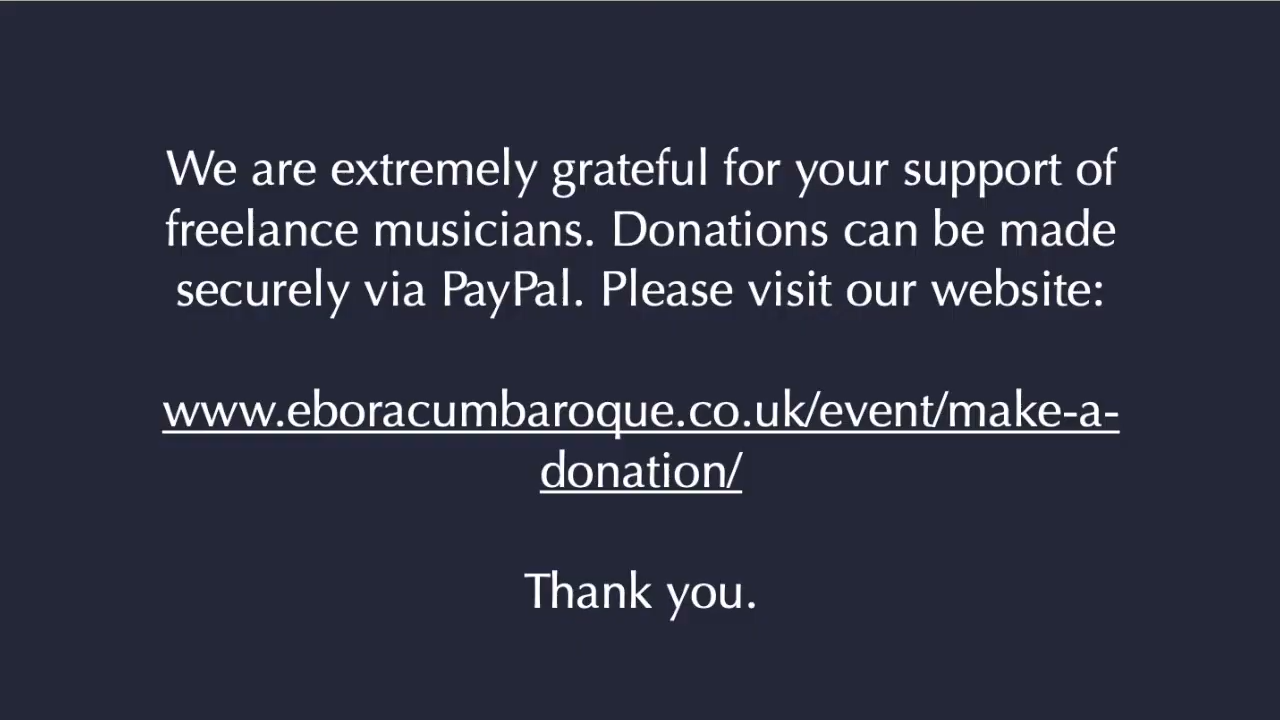 We are extremely grateful for your support of
freelance musicians. Donations can be made
securely via PayPal. Please visit our website:
www.eboracumbaroque.co.uk/event/make-a-
donation/
Thank you.